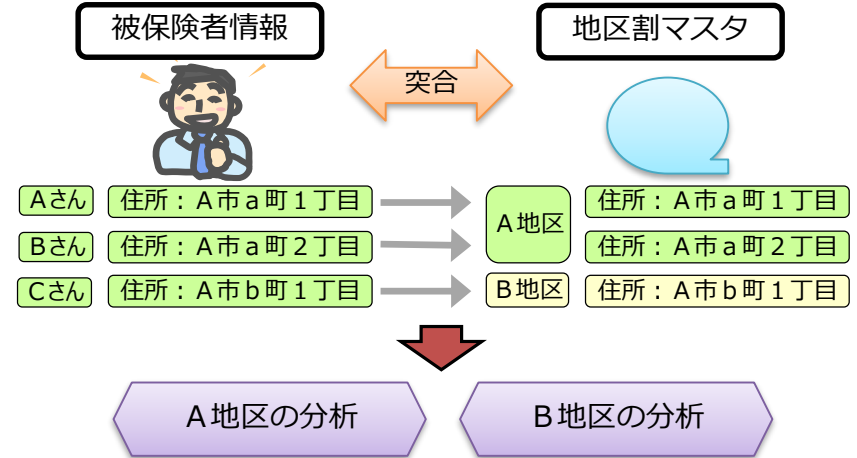 被保険者情報
地区割マスタ
突合
Aさん 住所：A市a町１丁目 A地区 住所：A市a町１丁目
Bさん 住所：A市a町２丁目 住所：A市a町２丁目
Cさん 住所：A市b町１丁目 B地区 住所：A市b町１丁目
A地区の分析 B地区の分析